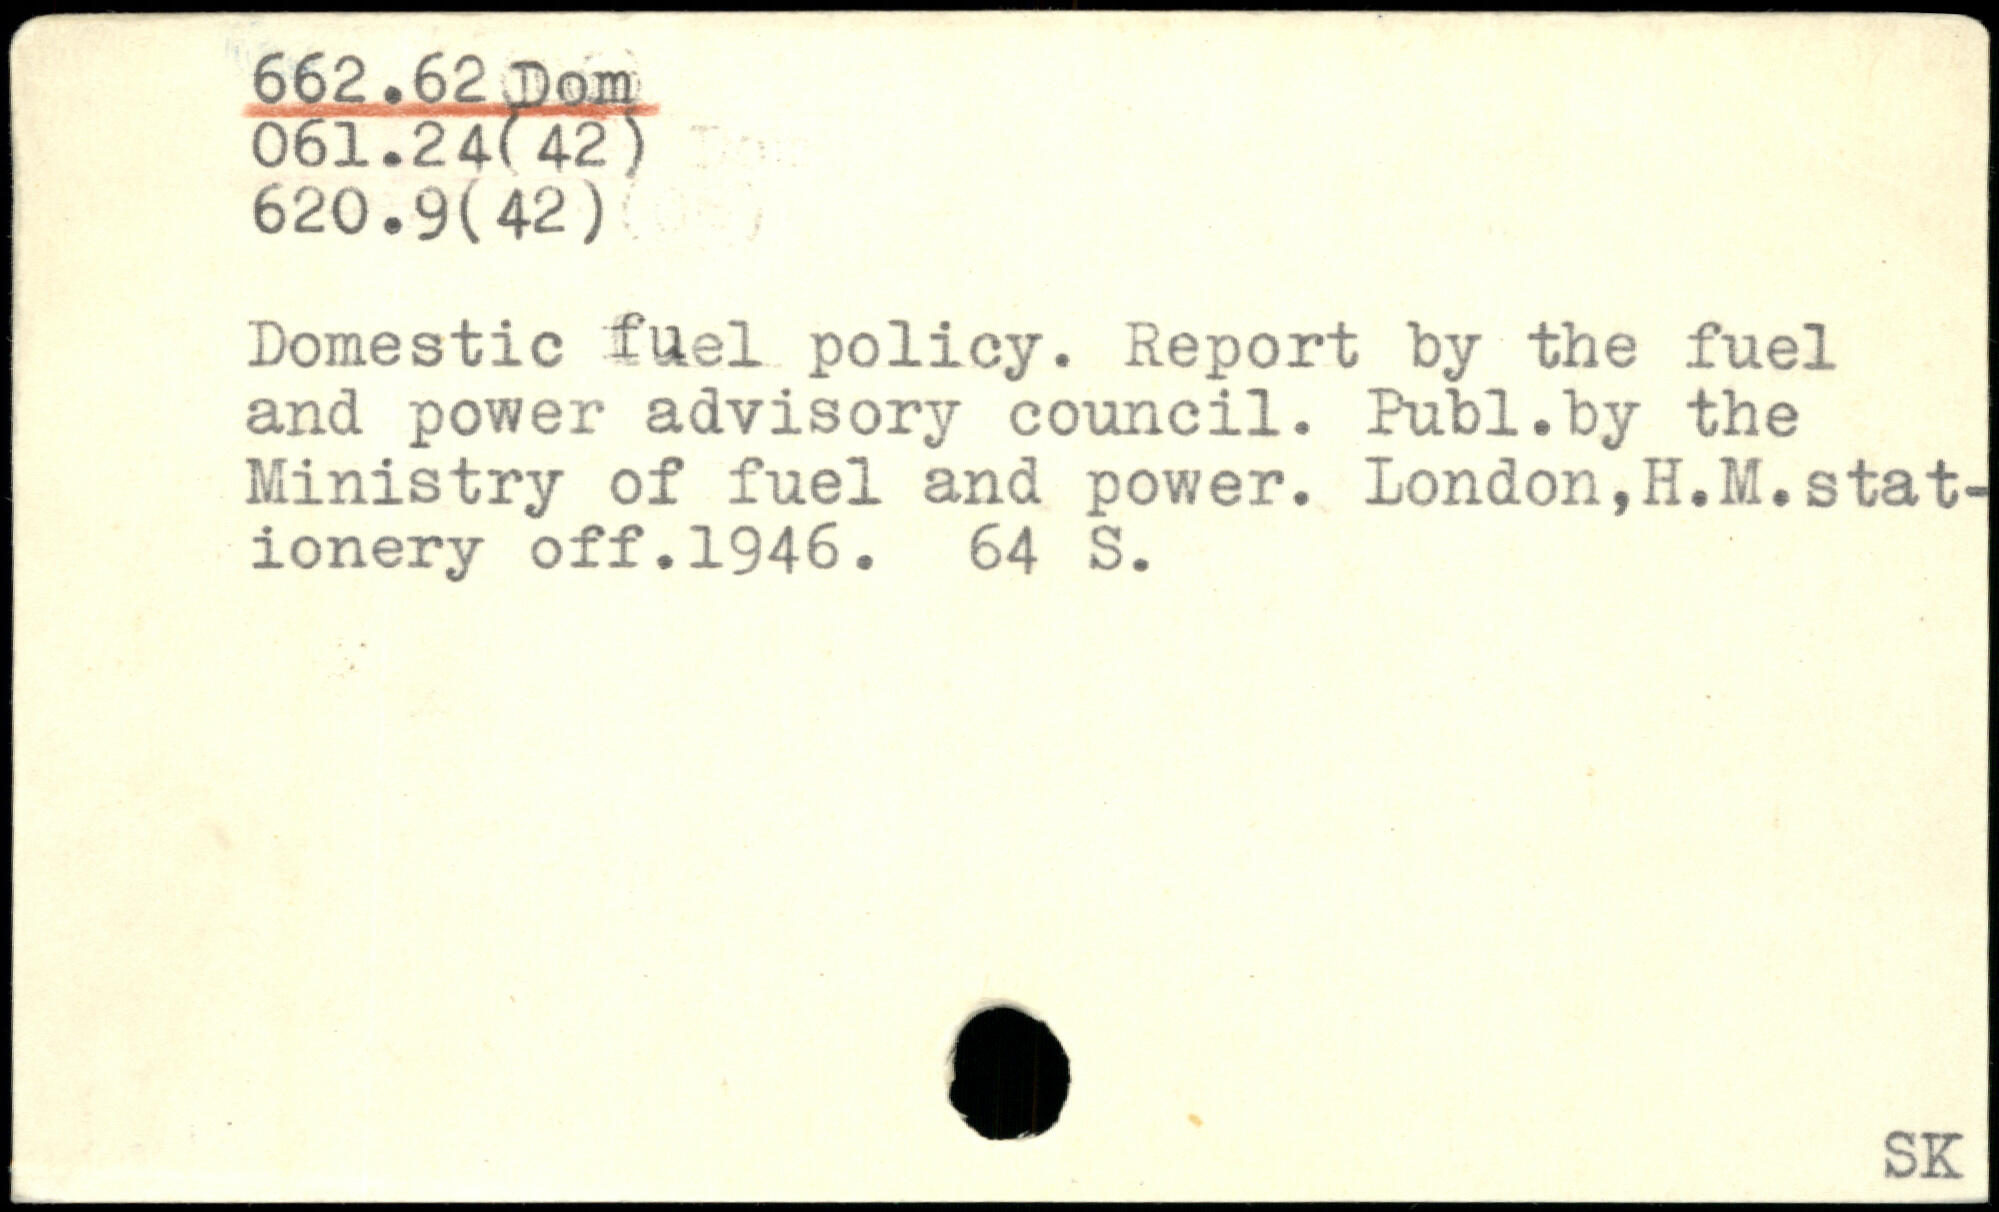 662.62 Dom
061.24(42)
620.9(42)
Domestic fuel policy. Report by the fuel
and power advisory council. Publ.by the
Ministry of fuel and power. London,H.M.stat-
ionery off.1946.  64 S.
SK